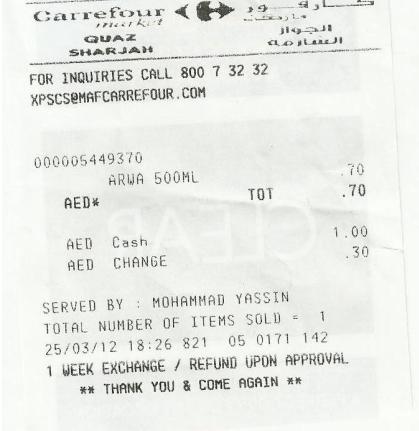 Carrefour
market
QUAZ
SHARJAH
ماركت
الجواز
الشارقة
FOR INQUIRIES CALL 800 7 32 32
XPSCS@MAFCARREFOUR.COM
000005449370
ARWA 500ML .70
AED* TOT .70
AED Cash 1.00
AED CHANGE .30
SERVED BY : MOHAMMAD YASSIN
TOTAL NUMBER OF ITEMS SOLD = 1
25/03/12 18:26 821 05 0171 142
1 WEEK EXCHANGE / REFUND UPON APPROVAL
** THANK YOU & COME AGAIN **